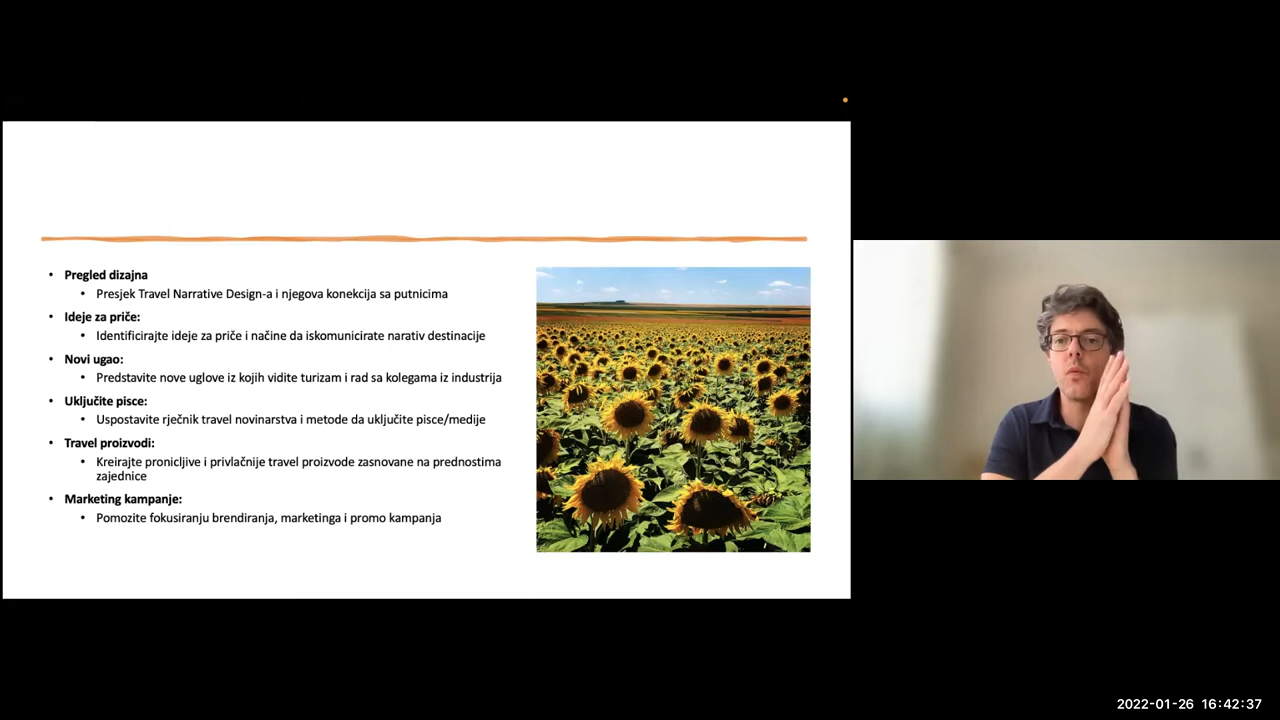 Pregled dizajna
Presjek Travel Narrative Design-a i njegova konekcija sa putnicima
Ideje za priče:
Identificirajte ideje za priče i načine da iskomunicirate narativ destinacije
Novi ugao:
Predstavite nove uglove iz kojih vidite turizam i rad sa kolegama iz industrija
Uključite pisce:
Uspostavite rječnik travel novinarstva i metode da uključite pisce/medije
Travel proizvodi:
Kreirajte pronicljive i privlačnije travel proizvode zasnovane na prednostima
zajednice
Marketing kampanje:
Pomozite fokusiranju brendiranja, marketinga i promo kampanja
2022-01-26 16:42:37